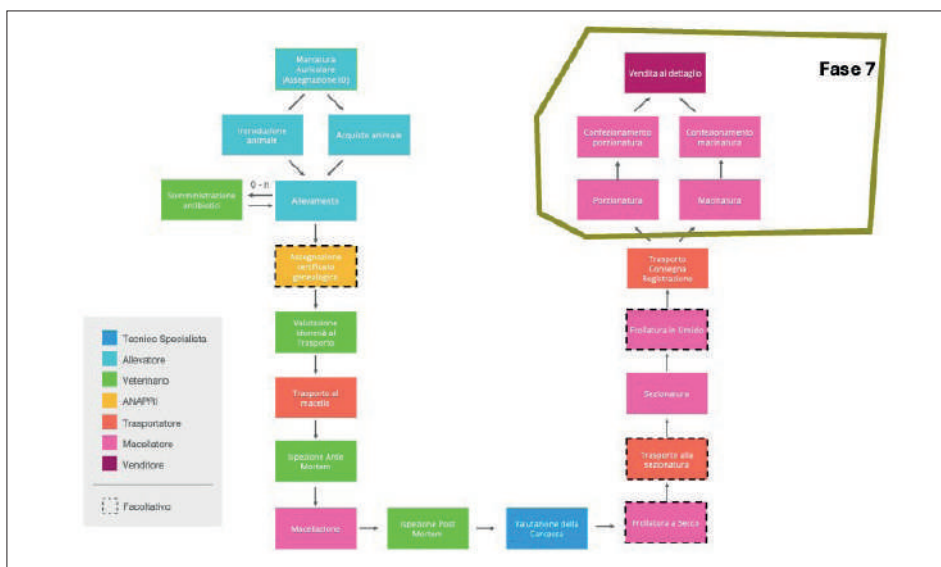 Marcatura
Auricolare
(Assegnazione ID)
Introduzione
animale
Acquisto animale
Somministrazione
antibiotici
0 - n
Allevamento
Assegnazione
certificato
genealogico
Valutazione
Idoneità al
Trasporto
Trasporto al
macello
Ispezione Ante
Mortem
Macellazione
Ispezione Post
Mortem
Valutazione della
Carcassa
Frollatura a Secco
Trasporto alla
sezionatura
Sezionatura
Frollatura in Umido
Trasporto
Consegna
Registrazione
Porzionatura
Macinatura
Confezionamento
porzionatura
Confezionamento
macinatura
Vendita al dettaglio
Fase 7
Tecnico Specialista
Allevatore
Veterinario
ANAPRI
Trasportatore
Macellatore
Venditore
Facoltativo